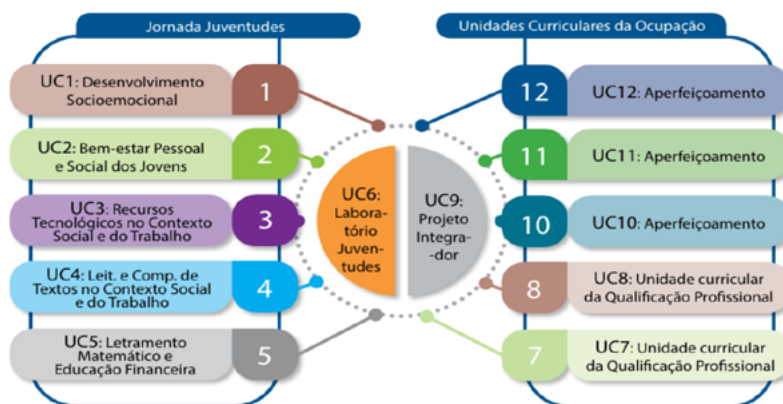 Jornada Juventudes
UC1: Desenvolvimento
Socioemocional
1
UC2: Bem-estar Pessoal
e Social dos Jovens
2
UC3: Recursos
Tecnológicos no Contexto
Social e do Trabalho
3
UC4: Leit. e Comp. de
Textos no Contexto Social
e do Trabalho
4
UC5: Letramento
Matemático e
Educação Financeira
5
UC6:
Labora-
tório
Juven-
tudes
UC9:
Projeto
Integra-
-dor
Unidades Curriculares da Ocupação
12
UC12: Aperfeiçoamento
11
UC11: Aperfeiçoamento
10
UC10: Aperfeiçoamento
8
UC8: Unidade curricular
da Qualificação Profissional
7
UC7: Unidade curricular
da Qualificação Profissional